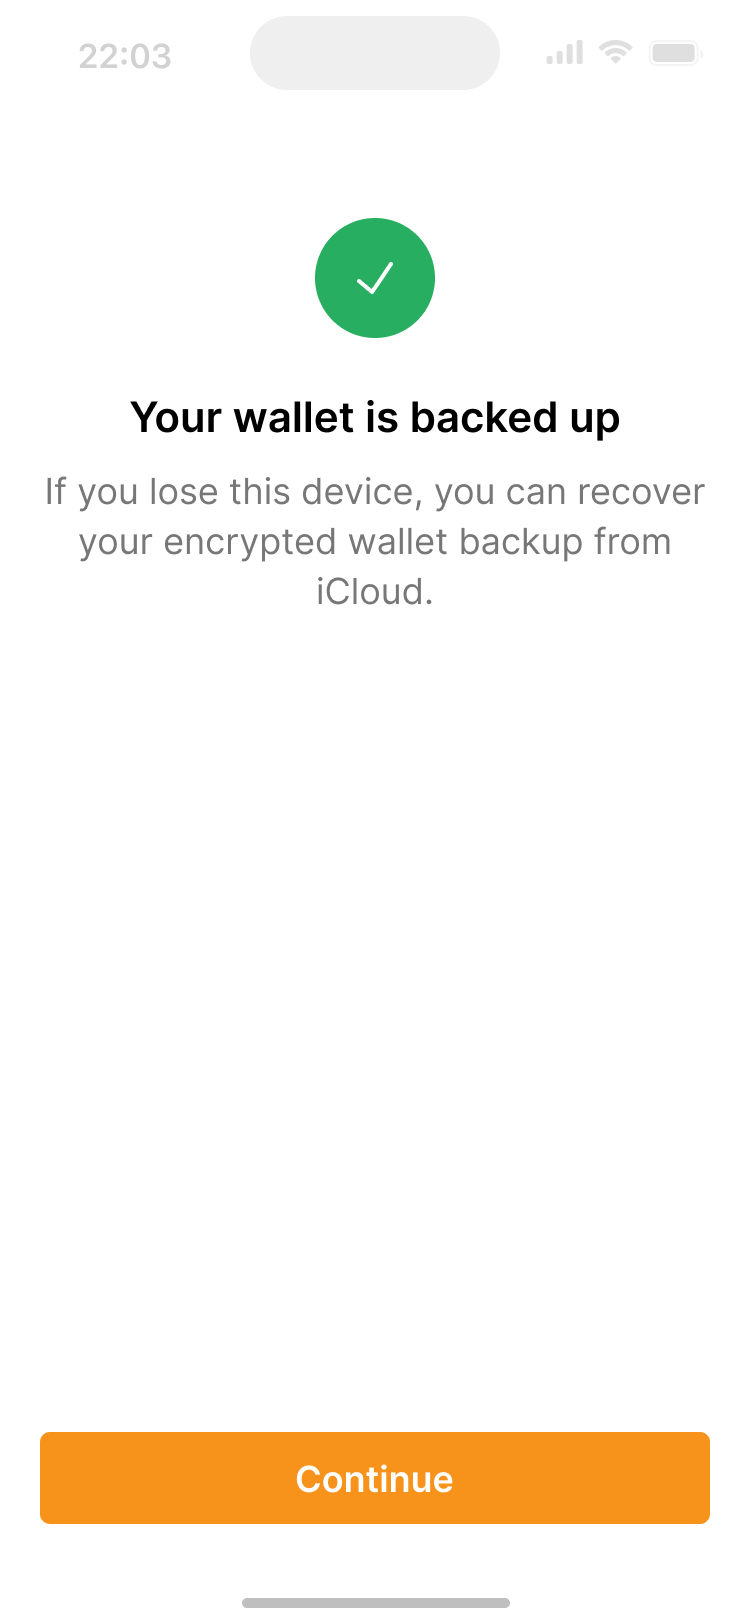 22:03
Your wallet is backed up
If you lose this device, you can recover
your encrypted wallet backup from
iCloud.
Continue